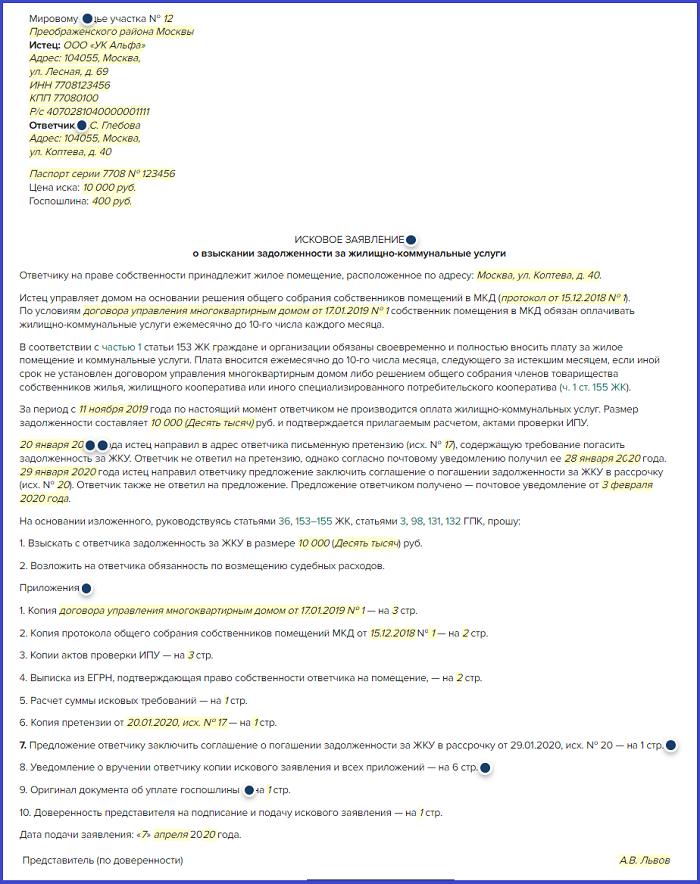 Мировому дье участка № 12
Преображенского района Москвы
Истец: ООО «УК Альфа»
Адрес: 104055, Москва,
ул. Лесная, д. 69
ИНН 7708123456
КПП 77080100
Р/с 4070281040000001111
Ответчик С. Глебова
Адрес: 104055, Москва,
ул. Коптева, д. 40
Паспорт серии 7708 № 123456
Цена иска: 10 000 руб.
Госпошлина: 400 руб.
ИСКОВОЕ ЗАЯВЛЕНИЕ
о взыскании задолженности за жилищно-коммунальные услуги
Ответчику на праве собственности принадлежит жилое помещение, расположенное по адресу: Москва, ул. Коптева, д. 40.
Истец управляет домом на основании решения общего собрания собственников помещений в МКД (протокол от 15.12.2018 № 1).
По условиям договора управления многоквартирным домом от 17.01.2019 № 1 собственник помещения в МКД обязан оплачивать
жилищно-коммунальные услуги ежемесячно до 10-го числа каждого месяца.
В соответствии с частью 1 статьи 153 ЖК граждане и организации обязаны своевременно и полностью вносить плату за жилое
помещение и коммунальные услуги. Плата вносится ежемесячно до 10-го числа месяца, следующего за истекшим месяцем, если иной
срок не установлен договором управления многоквартирным домом либо решением общего собрания членов товарищества
собственников жилья, жилищного кооператива или иного специализированного потребительского кооператива (ч. 1 ст. 155 ЖК).
За период с 11 ноября 2019 года по настоящий момент ответчиком не производится оплата жилищно-коммунальных услуг. Размер
задолженности составляет 10 000 (Десять тысяч) руб. и подтверждается прилагаемым расчетом, актами проверки ИПУ.
20 января 20 да истец направил в адрес ответчика письменную претензию (исх. № 17), содержащую требование погасить
задолженность за ЖКУ. Ответчик не ответил на претензию, однако согласно почтовому уведомлению получил ее 28 января 2020 года.
29 января 2020 года истец направил ответчику предложение заключить соглашение о погашении задолженности за ЖКУ в рассрочку
(исх. № 20). Ответчик также не ответил на предложение. Предложение ответчиком получено — почтовое уведомление от 3 февраля
2020 года.
На основании изложенного, руководствуясь статьями 36, 153–155 ЖК, статьями 3, 98, 131, 132 ГПК, прошу:
1. Взыскать с ответчика задолженность за ЖКУ в размере 10 000 (Десять тысяч) руб.
2. Возложить на ответчика обязанность по возмещению судебных расходов.
Приложения
1. Копия договора управления многоквартирным домом от 17.01.2019 № 1 — на 3 стр.
2. Копия протокола общего собрания собственников помещений МКД от 15.12.2018 № 1 — на 2 стр.
3. Копии актов проверки ИПУ — на 3 стр.
4. Выписка из ЕГРН, подтверждающая право собственности ответчика на помещение, — на 2 стр.
5. Расчет суммы исковых требований — на 1 стр.
6. Копия претензии от 20.01.2020, исх. № 17 — на 1 стр.
7. Предложение ответчику заключить соглашение о погашении задолженности за ЖКУ в рассрочку от 29.01.2020, исх. № 20 — на 1 стр.
8. Уведомление о вручении ответчику копии искового заявления и всех приложений — на 6 стр.
9. Оригинал документа об уплате госпошлины на 1 стр.
10. Доверенность представителя на подписание и подачу искового заявления — на 1 стр.
Дата подачи заявления: «7» апреля 2020 года.
Представитель (по доверенности) А.В. Львов